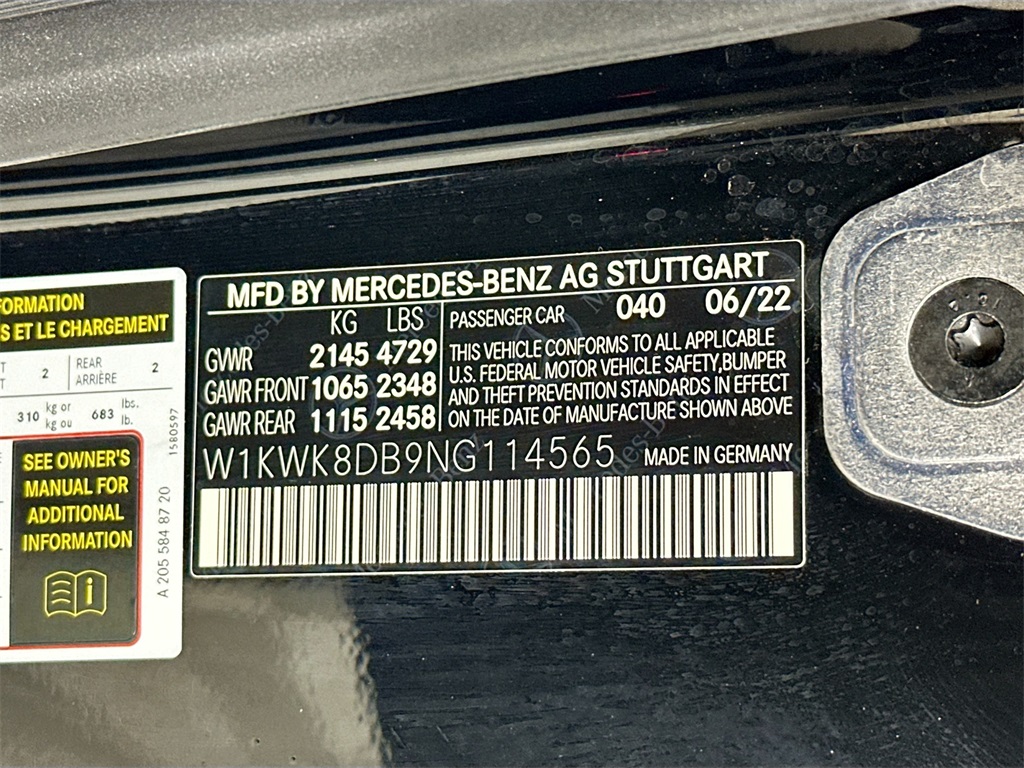 FORMATION
S ET LE CHARGEMENT
2 REAR 2
ARRIÈRE
310 kg or 683 lbs.
kg ou lb.
SEE OWNER'S
MANUAL FOR
ADDITIONAL
INFORMATION
i
1580597
A 205 584 87 20
MFD BY MERCEDES-BENZ AG STUTTGART
KG LBS
GVWR 2145 4729
GAWR FRONT 1065 2348
GAWR REAR 1115 2458
PASSENGER CAR 040 06/22
THIS VEHICLE CONFORMS TO ALL APPLICABLE
U.S. FEDERAL MOTOR VEHICLE SAFETY,BUMPER
AND THEFT PREVENTION STANDARDS IN EFFECT
ON THE DATE OF MANUFACTURE SHOWN ABOVE
W1KWK8DB9NG114565 MADE IN GERMANY